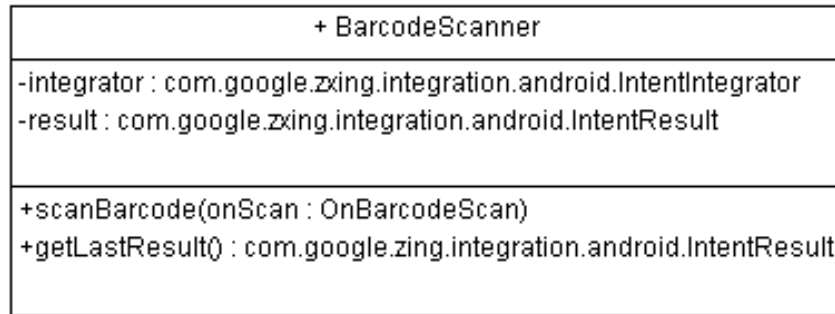 + BarcodeScanner
-integrator : com.google.zxing.integration.android.IntentIntegrator
-result : com.google.zxing.integration.android.IntentResult
+scanBarcode(onScan : OnBarcodeScan)
+getLastResult() : com.google.zing.integration.android.IntentResult